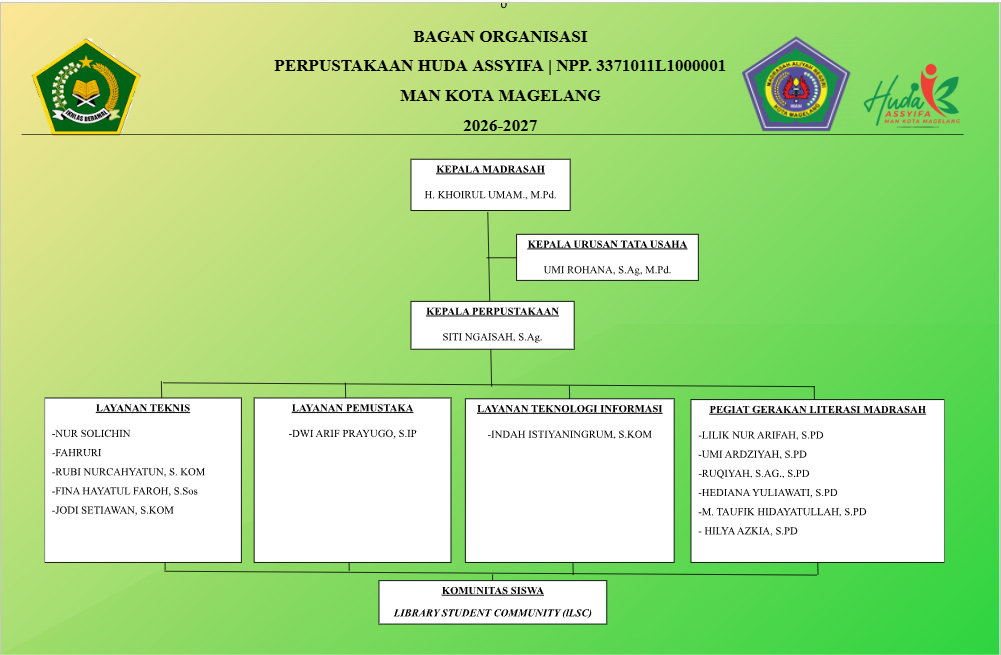 BAGAN ORGANISASI
PERPUSTAKAAN HUDA ASSYIFA | NPP. 3371011L1000001
MAN KOTA MAGELANG
2026-2027
IKHLAS BERAMAL
MADRASAH ALIYAH NEGERI
MAN
KOTA MAGELANG
Huda
ASSYIFA
MAN KOTA MAGELANG
KEPALA MADRASAH
H. KHOIRUL UMAM., M.Pd.
KEPALA URUSAN TATA USAHA
UMI ROHANA, S.Ag, M.Pd.
KEPALA PERPUSTAKAAN
SITI NGAISAH, S.Ag.
LAYANAN TEKNIS
-NUR SOLICHIN
-FAHRURI
-RUBI NURCAHYATUN, S. KOM
-FINA HAYATUL FAROH, S.Sos
-JODI SETIAWAN, S.KOM
LAYANAN PEMUSTAKA
-DWI ARIF PRAYUGO, S.IP
LAYANAN TEKNOLOGI INFORMASI
-INDAH ISTIYANINGRUM, S.KOM
PEGIAT GERAKAN LITERASI MADRASAH
-LILIK NUR ARIFAH, S.PD
-UMI ARDZIYAH, S.PD
-RUQIYAH, S.AG., S.PD
-HEDIANA YULIAWATI, S.PD
-M. TAUFIK HIDAYATULLAH, S.PD
- HILYA AZKIA, S.PD
KOMUNITAS SISWA
LIBRARY STUDENT COMMUNITY (ILSC)